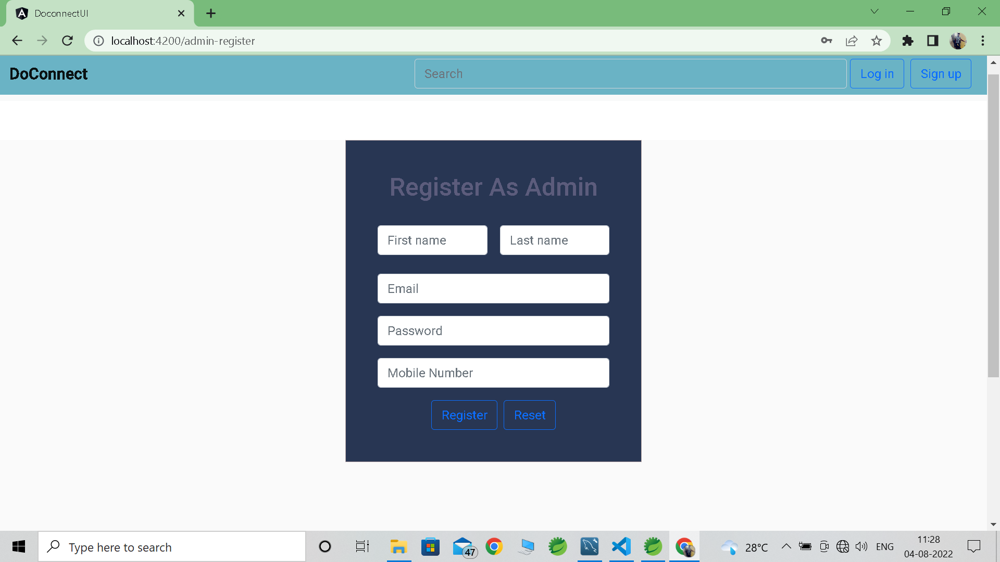 DoconnectUI
localhost:4200/admin-register
DoConnect
Search
Log in
Sign up
Register As Admin
First name
Last name
Email
Password
Mobile Number
Register
Reset
Type here to search
47
28°C
ENG
11:28
04-08-2022